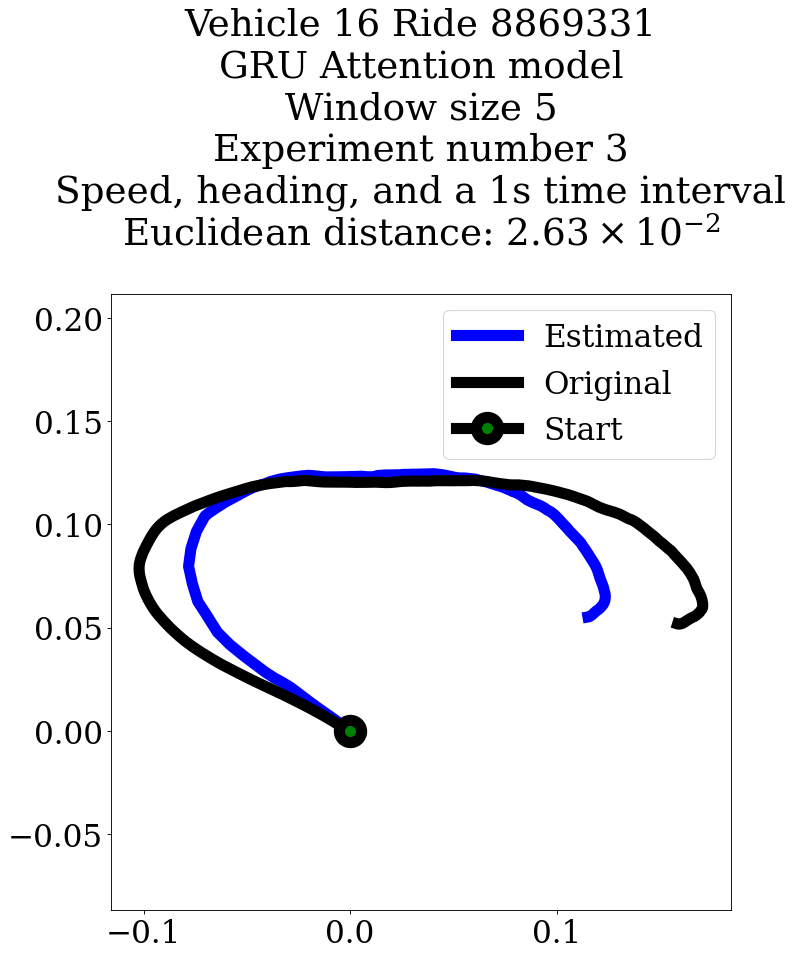 Vehicle 16 Ride 8869331
GRU Attention model
Window size 5
Experiment number 3
Speed, heading, and a 1s time interval
Euclidean distance: 2.63 × 10⁻²
Estimated
Original
Start
0.20
0.15
0.10
0.05
0.00
−0.05
−0.1
0.0
0.1